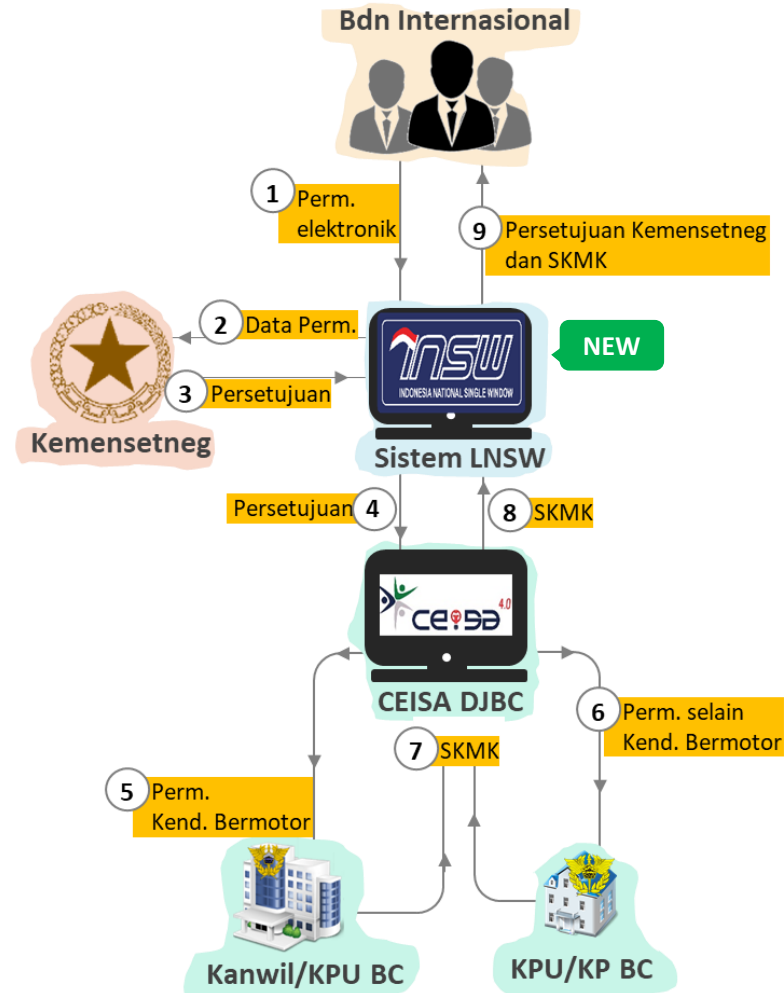 Bdn Internasional
1
Perm.
elektronik
9
Persetujuan Kemensetneg
dan SKMK
2
Data Perm.
3
Persetujuan
Kemensetneg
INSW
INDONESIA NATIONAL SINGLE WINDOW
NEW
Sistem LNSW
Persetujuan
4
8
SKMK
CEISA 4.0
CEISA DJBC
6
Perm. selain
Kend. Bermotor
7
SKMK
5
Perm.
Kend. Bermotor
Kanwil/KPU BC
KPU/KP BC